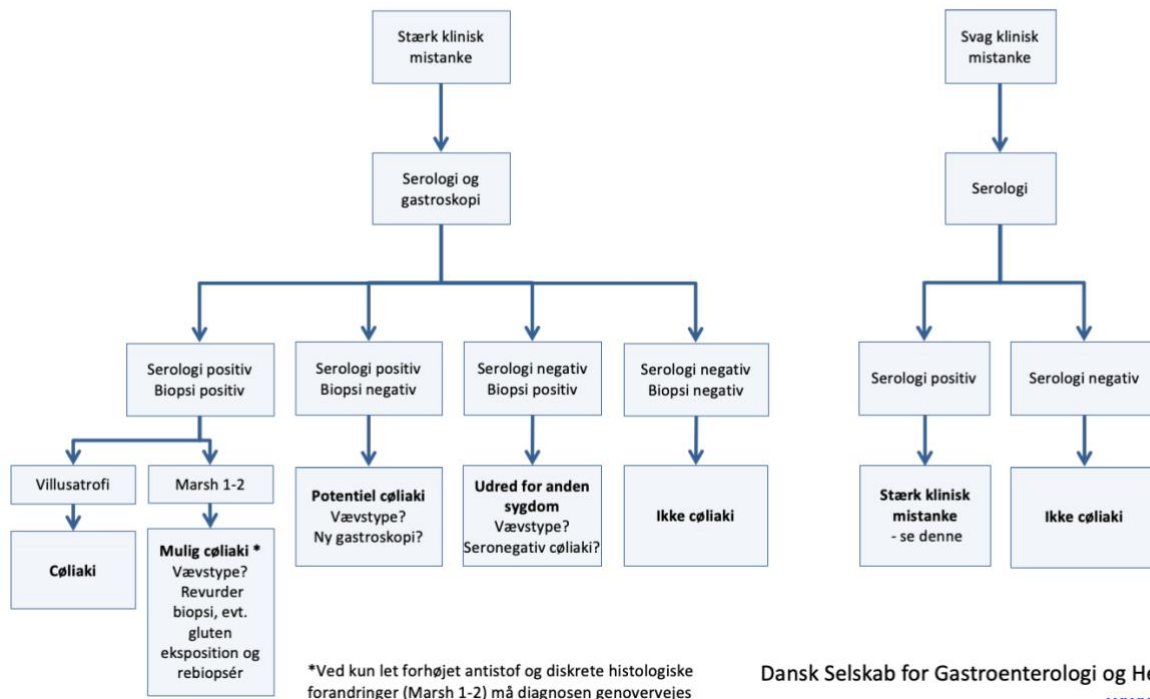 Stærk klinisk
mistanke
Serologi og
gastroskopi
Serologi positiv
Biopsi positiv
Serologi positiv
Biopsi negativ
Serologi negativ
Biopsi positiv
Serologi negativ
Biopsi negativ
Villusatrofi
Marsh 1-2
Cøliaki
Mulig cøliaki *
Vævstype?
Revurder
biopsi, evt.
gluten
eksposition og
rebiopsér
Potentiel cøliaki
Vævstype?
Ny gastroskopi?
Udred for anden
sygdom
Vævstype?
Seronegativ cøliaki?
Ikke cøliaki
Svag klinisk
mistanke
Serologi
Serologi positiv
Serologi negativ
Stærk klinisk
mistanke
- se denne
Ikke cøliaki
*Ved kun let forhøjet antistof og diskrete histologiske
forandringer (Marsh 1-2) må diagnosen genovervejes
Dansk Selskab for Gastroenterologi og He